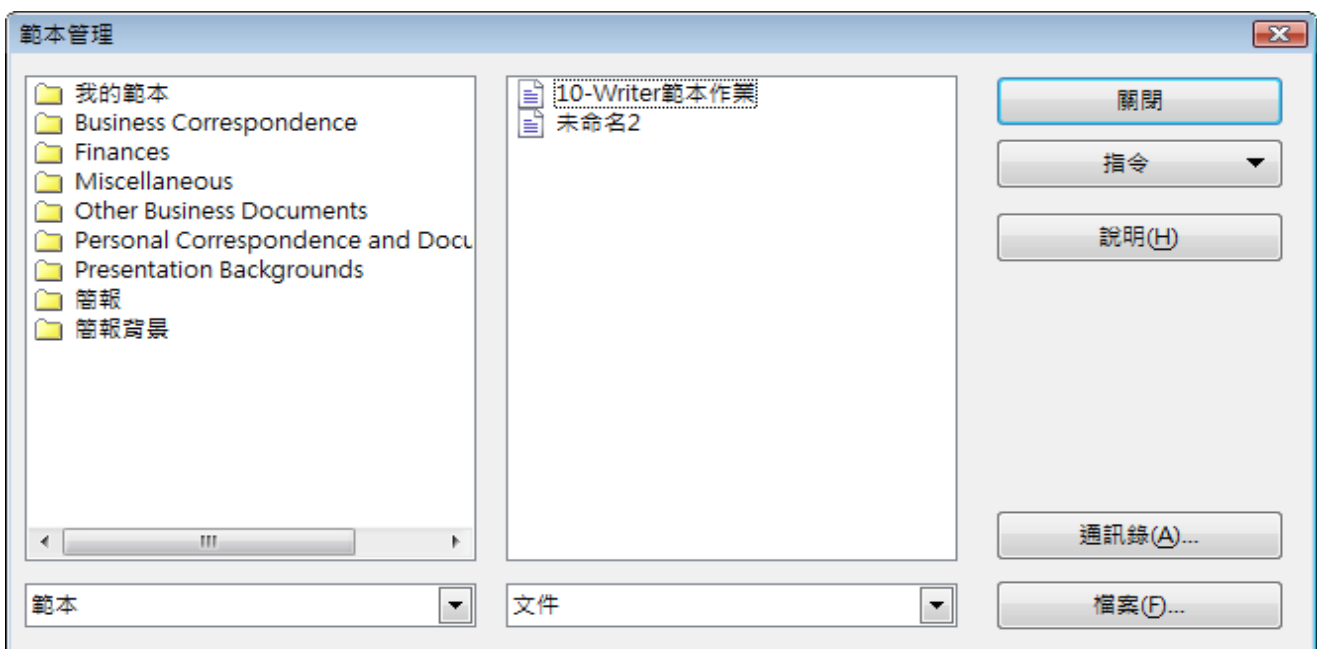 範本管理
我的範本
Business Correspondence
Finances
Miscellaneous
Other Business Documents
Personal Correspondence and Docu
Presentation Backgrounds
簡報
簡報背景
範本
10-Writer範本作業
未命名2
文件
關閉
指令
說明(H)
通訊錄(A)...
檔案(F)...